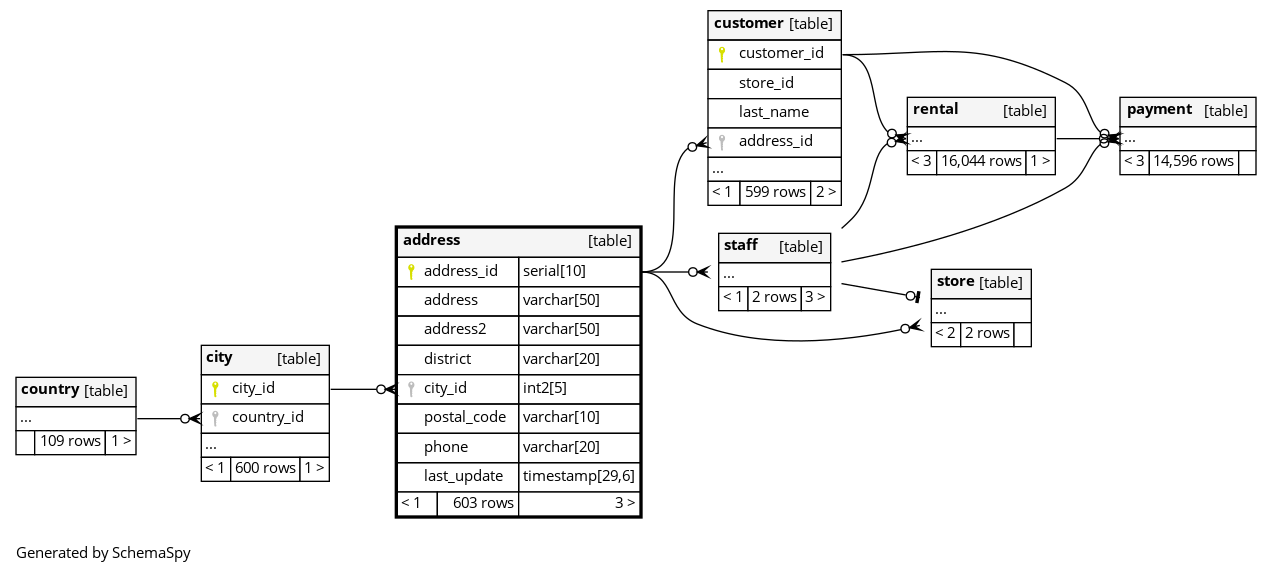 customer [table]
customer_id
store_id
last_name
address_id
...
< 1 599 rows 2 >
rental [table]
...
< 3 16,044 rows 1 >
payment [table]
...
< 3 14,596 rows
address [table]
address_id serial[10]
address varchar[50]
address2 varchar[50]
district varchar[20]
city_id int2[5]
postal_code varchar[10]
phone varchar[20]
last_update timestamp[29,6]
< 1 603 rows 3 >
staff [table]
...
< 1 2 rows 3 >
store [table]
...
< 2 2 rows
city [table]
city_id
country_id
...
< 1 600 rows 1 >
country [table]
...
109 rows 1 >
Generated by SchemaSpy